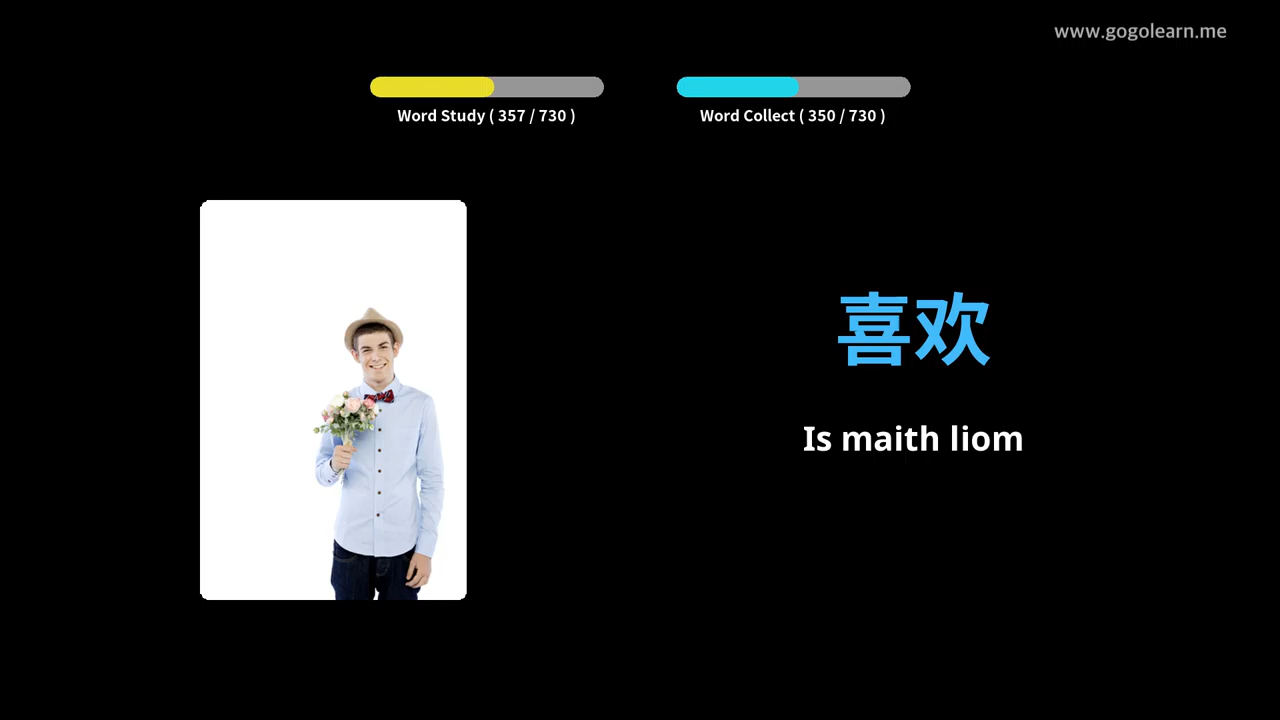 www.gogolearn.me
Word Study ( 357 / 730 )
Word Collect ( 350 / 730 )
喜欢
Is maith liom